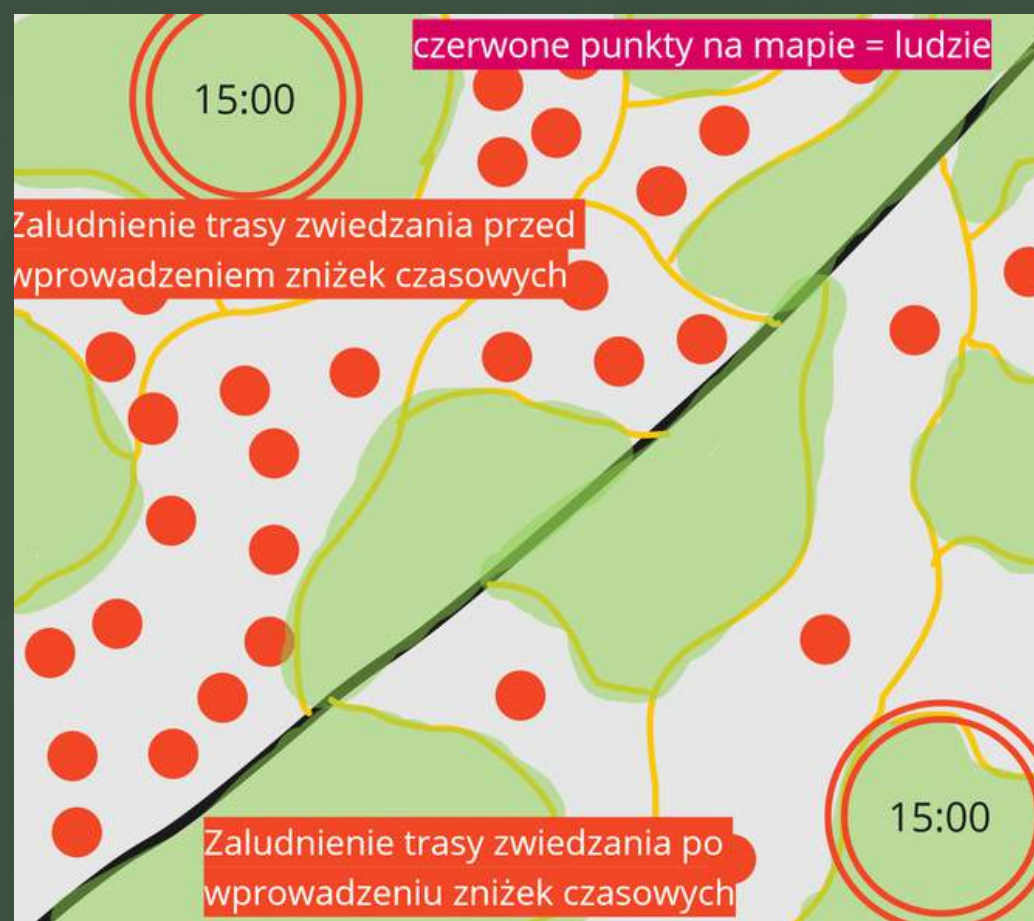 czerwone punkty na mapie = ludzie
15:00
Zaludnienie trasy zwiedzania przed
wprowadzeniem zniżek czasowych
15:00
Zaludnienie trasy zwiedzania po
wprowadzeniu zniżek czasowych